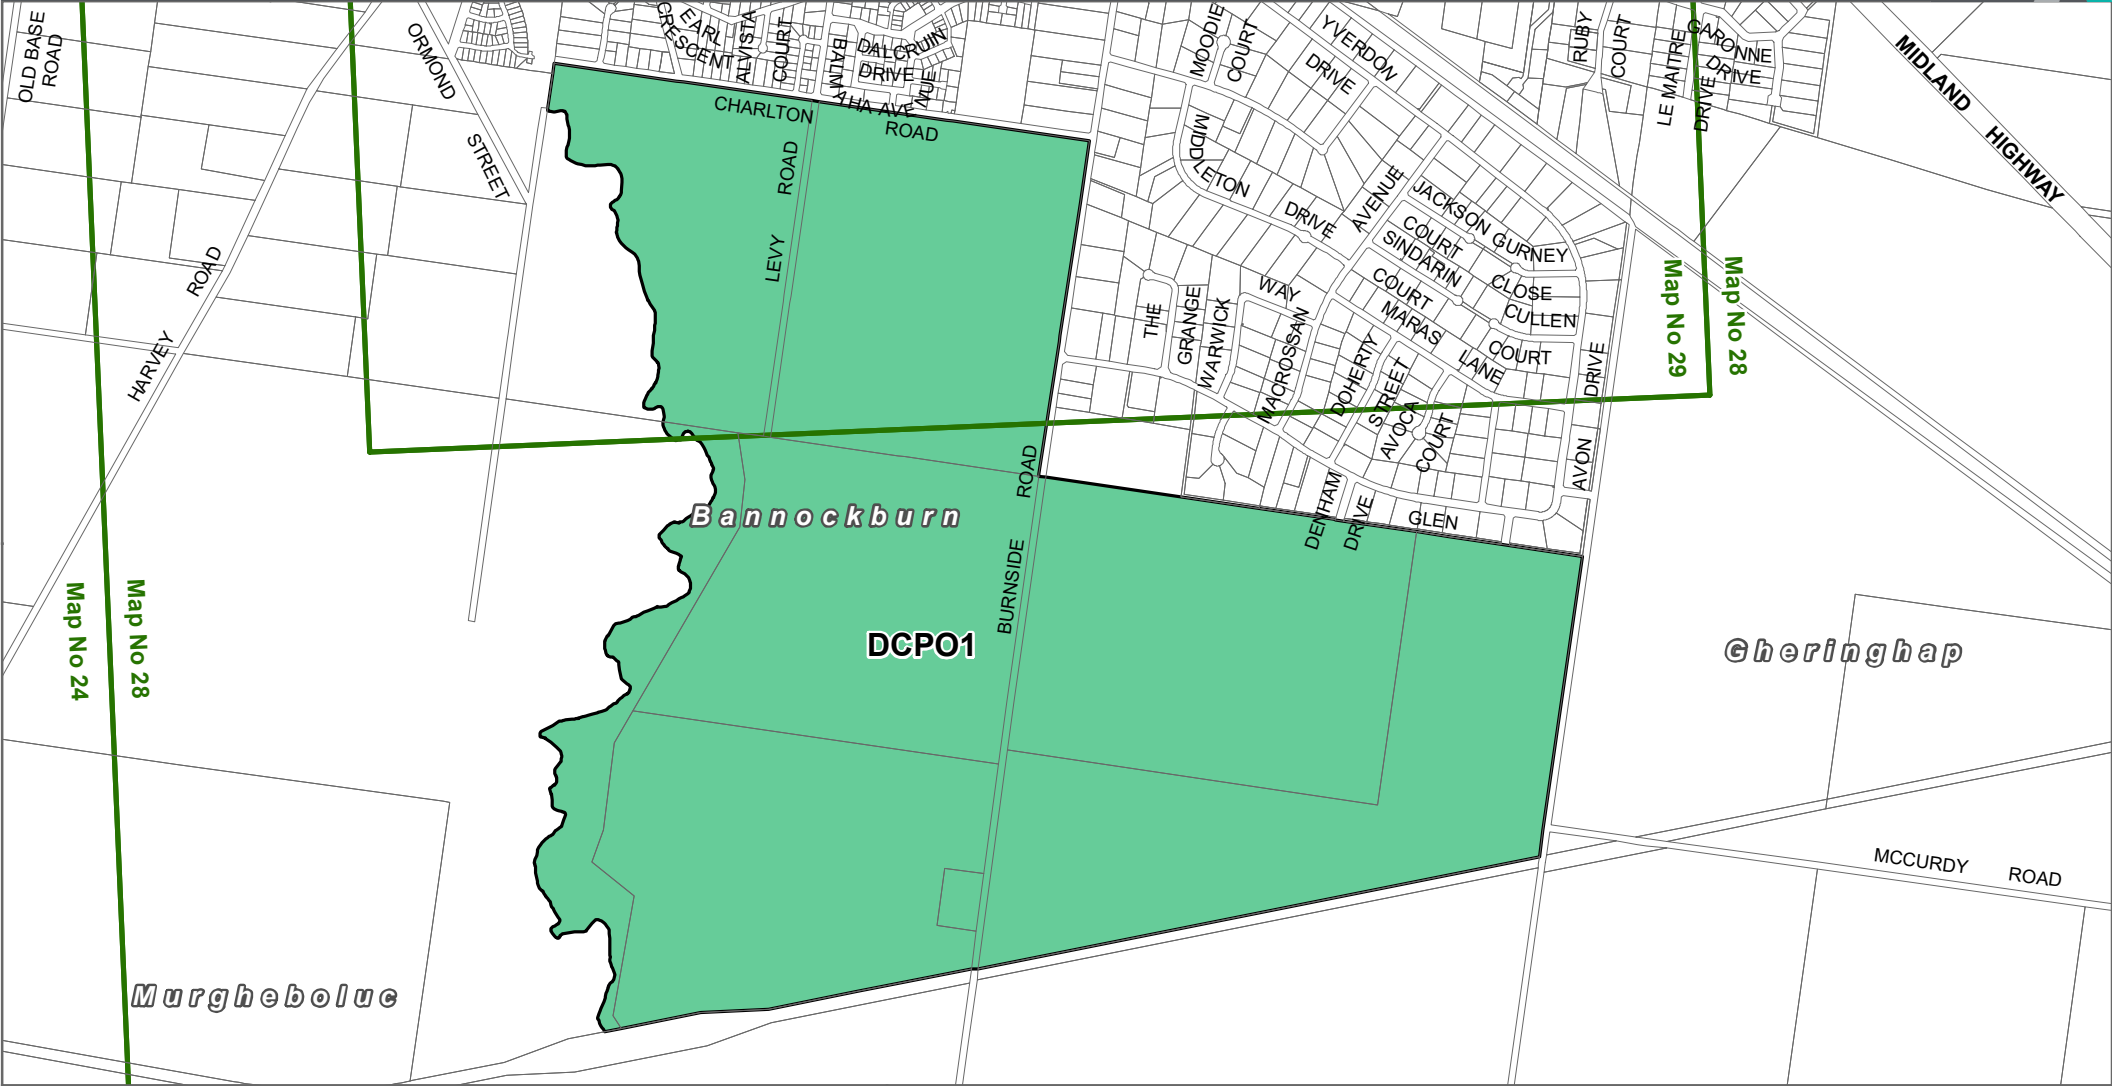 OLD BASE
ROAD
ORMOND
STREET
HARVEY
ROAD
CRESCENT
EARL
ALVISTA
COURT
BALMAHA AVENUE
DALCRUIN
DRIVE
CHARLTON
ROAD
LEVY
ROAD
MOODIE
COURT
YVERDON
DRIVE
MIDDLETON
DRIVE
AVENUE
JACKSON
COURT
GURNEY
CLOSE
SINDARIN
COURT
CULLEN
COURT
MARAS
LANE
THE
GRANGE
WARWICK
WAY
MACROSSAN
DOHERTY
STREET
AVOCA
COURT
DENHAM
DRIVE
GLEN
AVON
DRIVE
RUBY
COURT
LE MAITRE
DRIVE
GARONNE
DRIVE
MIDLAND
HIGHWAY
Map No 29
Map No 28
Bannockburn
BURNSIDE
ROAD
DCPO1
Gheringhap
Map No 24
Map No 28
MCCURDY
ROAD
Murgheboluc